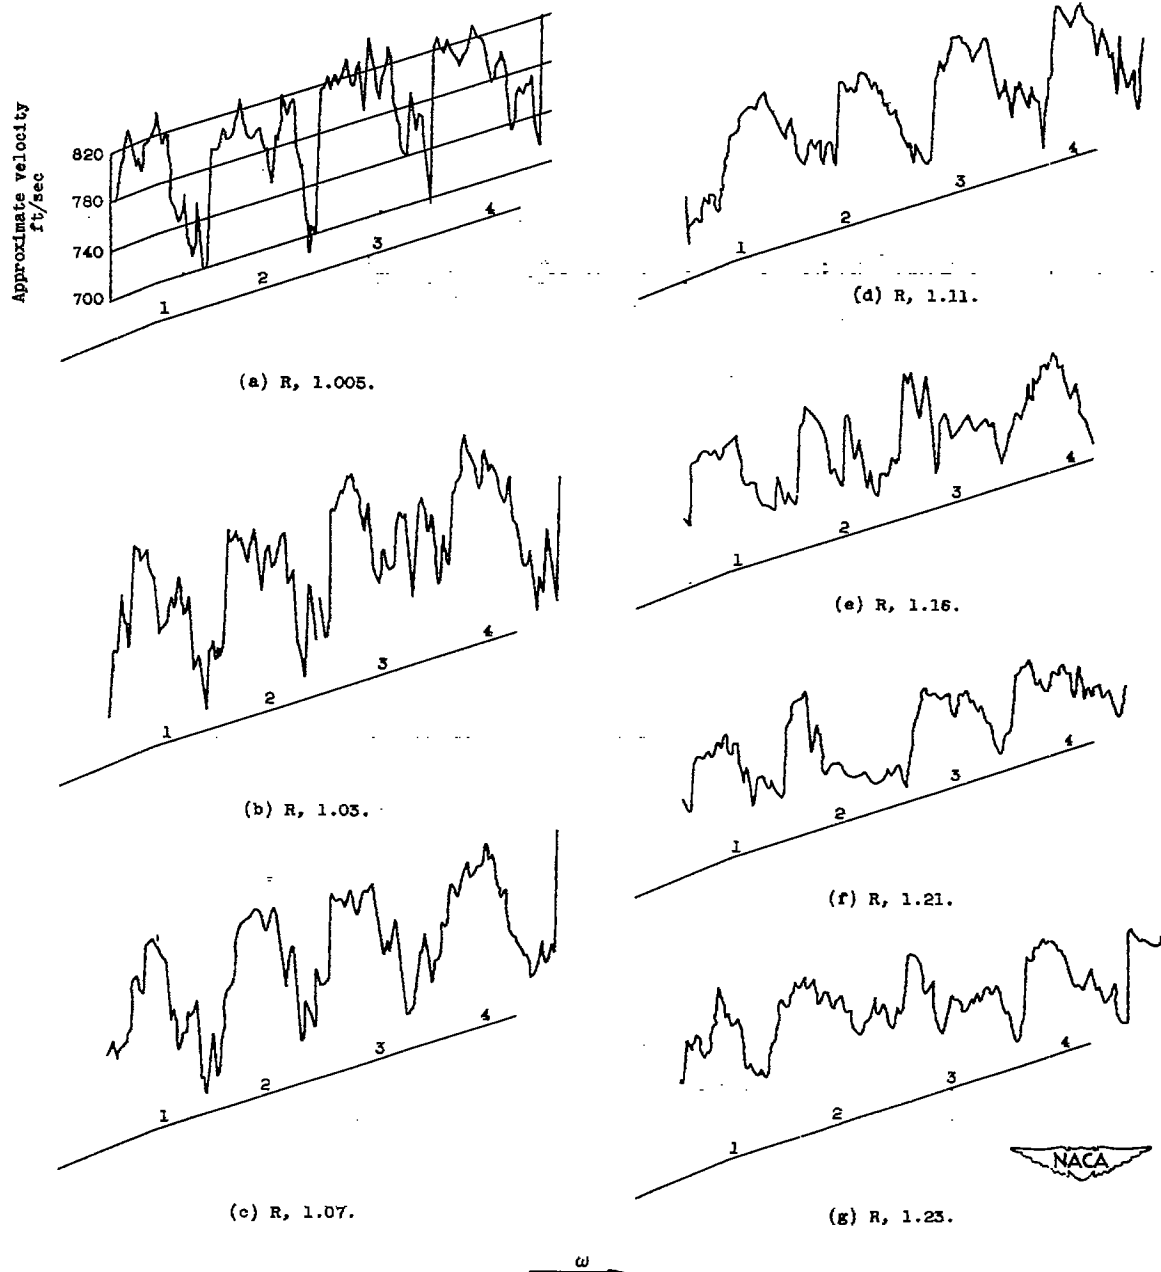 Approximate velocity
ft/sec
820
780
740
700
1
2
3
4
(a) R, 1.005.
1
2
3
4
(b) R, 1.03.
1
2
3
4
(c) R, 1.07.
1
2
3
4
(d) R, 1.11.
1
2
3
4
(e) R, 1.16.
1
2
3
4
(f) R, 1.21.
1
2
3
4
(g) R, 1.23.
NACA
ω